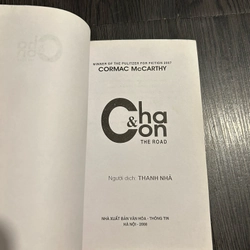 WINNER OF THE PULITZER FOR FICTION 2007
CORMAC McCARTHY
Cha
&
Con
THE ROAD
Người dịch: THANH NHÃ
NHÀ XUẤT BẢN VĂN HÓA - THÔNG TIN
HÀ NỘI - 2008